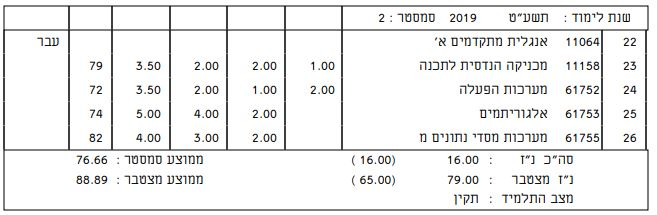 שנת לימוד : תשע״ט 2019 סמסטר : 2
22 11064 אנגלית מתקדמים א׳ עבר
23 11158 מכניקה הנדסית לתכנה 1.00 2.00 2.00 3.50 79
24 61752 מערכות הפעלה 2.00 1.00 2.00 3.50 72
25 61753 אלגוריתמים 2.00 4.00 5.00 74
26 61755 מערכות מסדי נתונים מ 2.00 3.00 4.00 82
סה״כ נ״ז : 16.00 (16.00 ) ממוצע סמסטר : 76.66
נ״ז מצטבר : 79.00 (65.00 ) ממוצע מצטבר : 88.89
מצב התלמיד : תקין